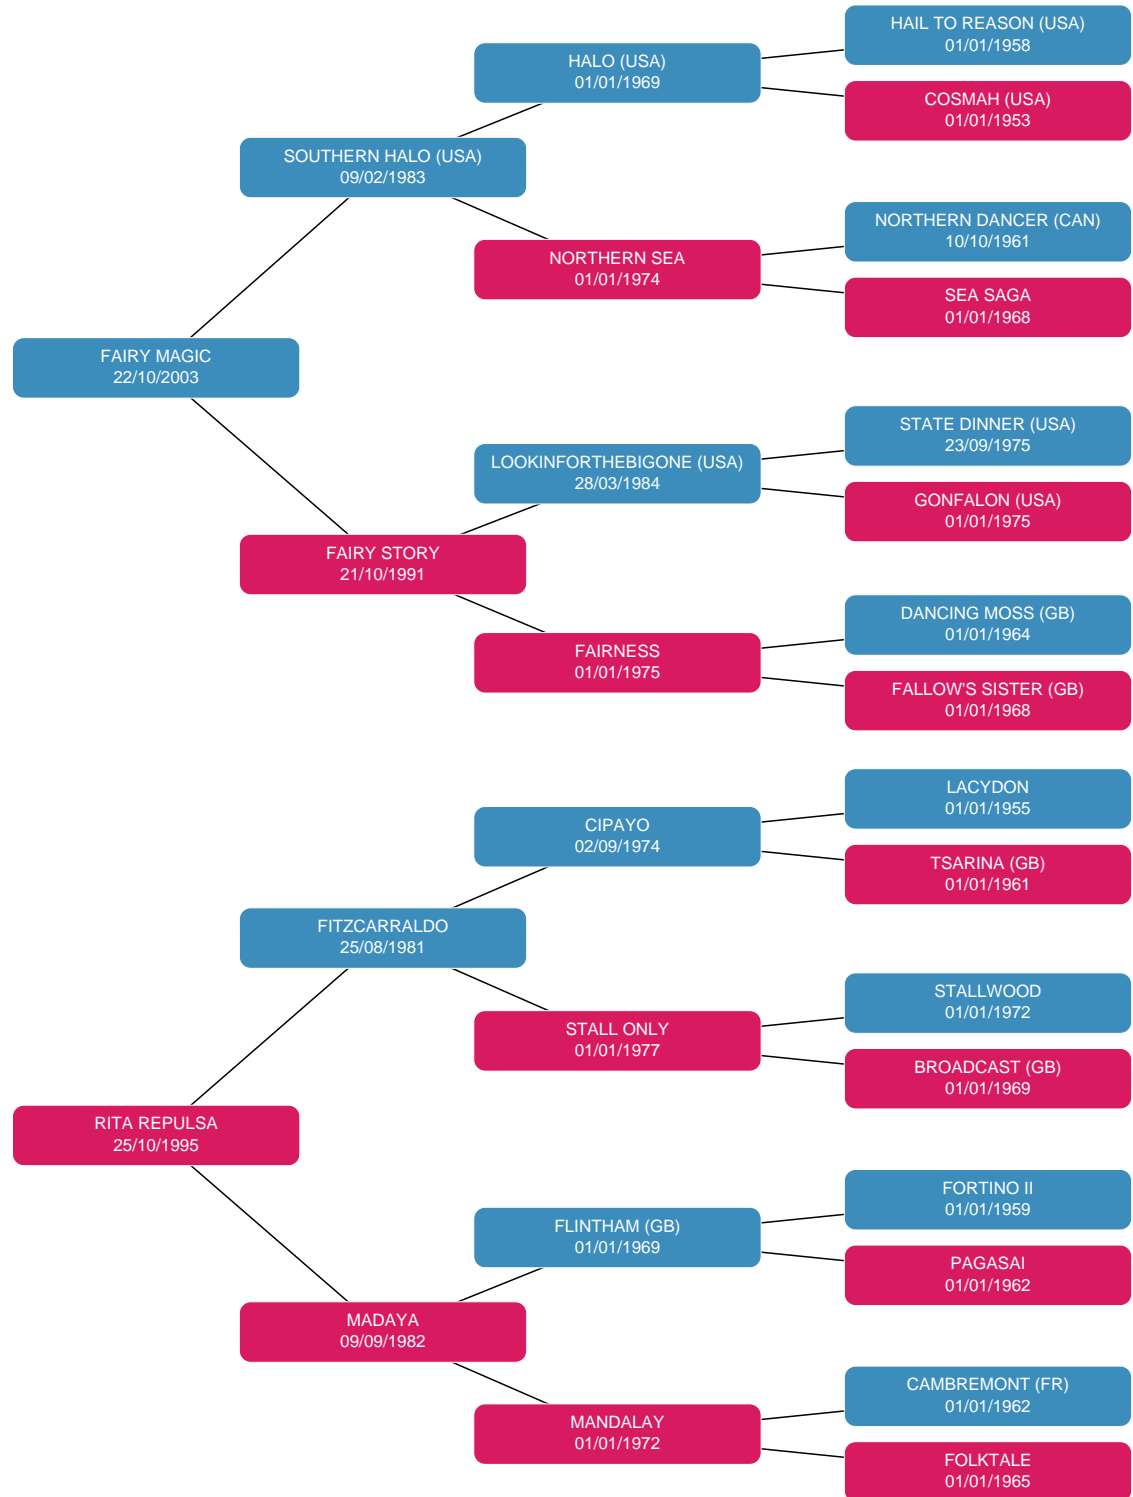 HAIL TO REASON (USA)
01/01/1958
HALO (USA)
01/01/1969
COSMAH (USA)
01/01/1953
SOUTHERN HALO (USA)
09/02/1983
NORTHERN DANCER (CAN)
10/10/1961
NORTHERN SEA
01/01/1974
SEA SAGA
01/01/1968
FAIRY MAGIC
22/10/2003
STATE DINNER (USA)
23/09/1975
LOOKINFORTHEBIGONE (USA)
28/03/1984
GONFALON (USA)
01/01/1975
FAIRY STORY
21/10/1991
DANCING MOSS (GB)
01/01/1964
FAIRNESS
01/01/1975
FALLOW'S SISTER (GB)
01/01/1968
LACYDON
01/01/1955
CIPAYO
02/09/1974
TSARINA (GB)
01/01/1961
FITZCARRALDO
25/08/1981
STALLWOOD
01/01/1972
STALL ONLY
01/01/1977
BROADCAST (GB)
01/01/1969
RITA REPULSA
25/10/1995
FORTINO II
01/01/1959
FLINTHAM (GB)
01/01/1969
PAGASAI
01/01/1962
MADAYA
09/09/1982
CAMBREMONT (FR)
01/01/1962
MANDALAY
01/01/1972
FOLKTALE
01/01/1965